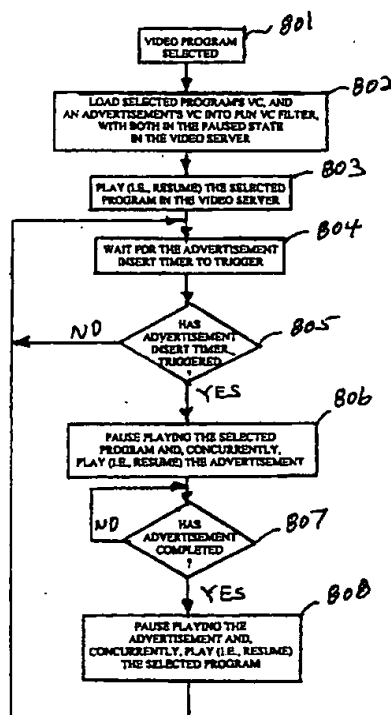 801
VIDEO PROGRAM
SELECTED
802
LOAD SELECTED PROGRAM'S VC, AND
AN ADVERTISEMENT'S VC INTO PUN VC FILTER,
WITH BOTH IN THE PAUSED STATE
IN THE VIDEO SERVER
803
PLAY (I.E., RESUME) THE SELECTED
PROGRAM IN THE VIDEO SERVER
804
WAIT FOR THE ADVERTISEMENT
INSERT TIMER TO TRIGGER
805
NO
HAS
ADVERTISEMENT
INSERT TIMER
TRIGGERED
?
YES
806
PAUSE PLAYING THE SELECTED
PROGRAM AND, CONCURRENTLY,
PLAY (I.E., RESUME) THE ADVERTISEMENT
807
NO
HAS
ADVERTISEMENT
COMPLETED
?
YES
808
PAUSE PLAYING THE
ADVERTISEMENT AND,
CONCURRENTLY, PLAY (I.E., RESUME)
THE SELECTED PROGRAM